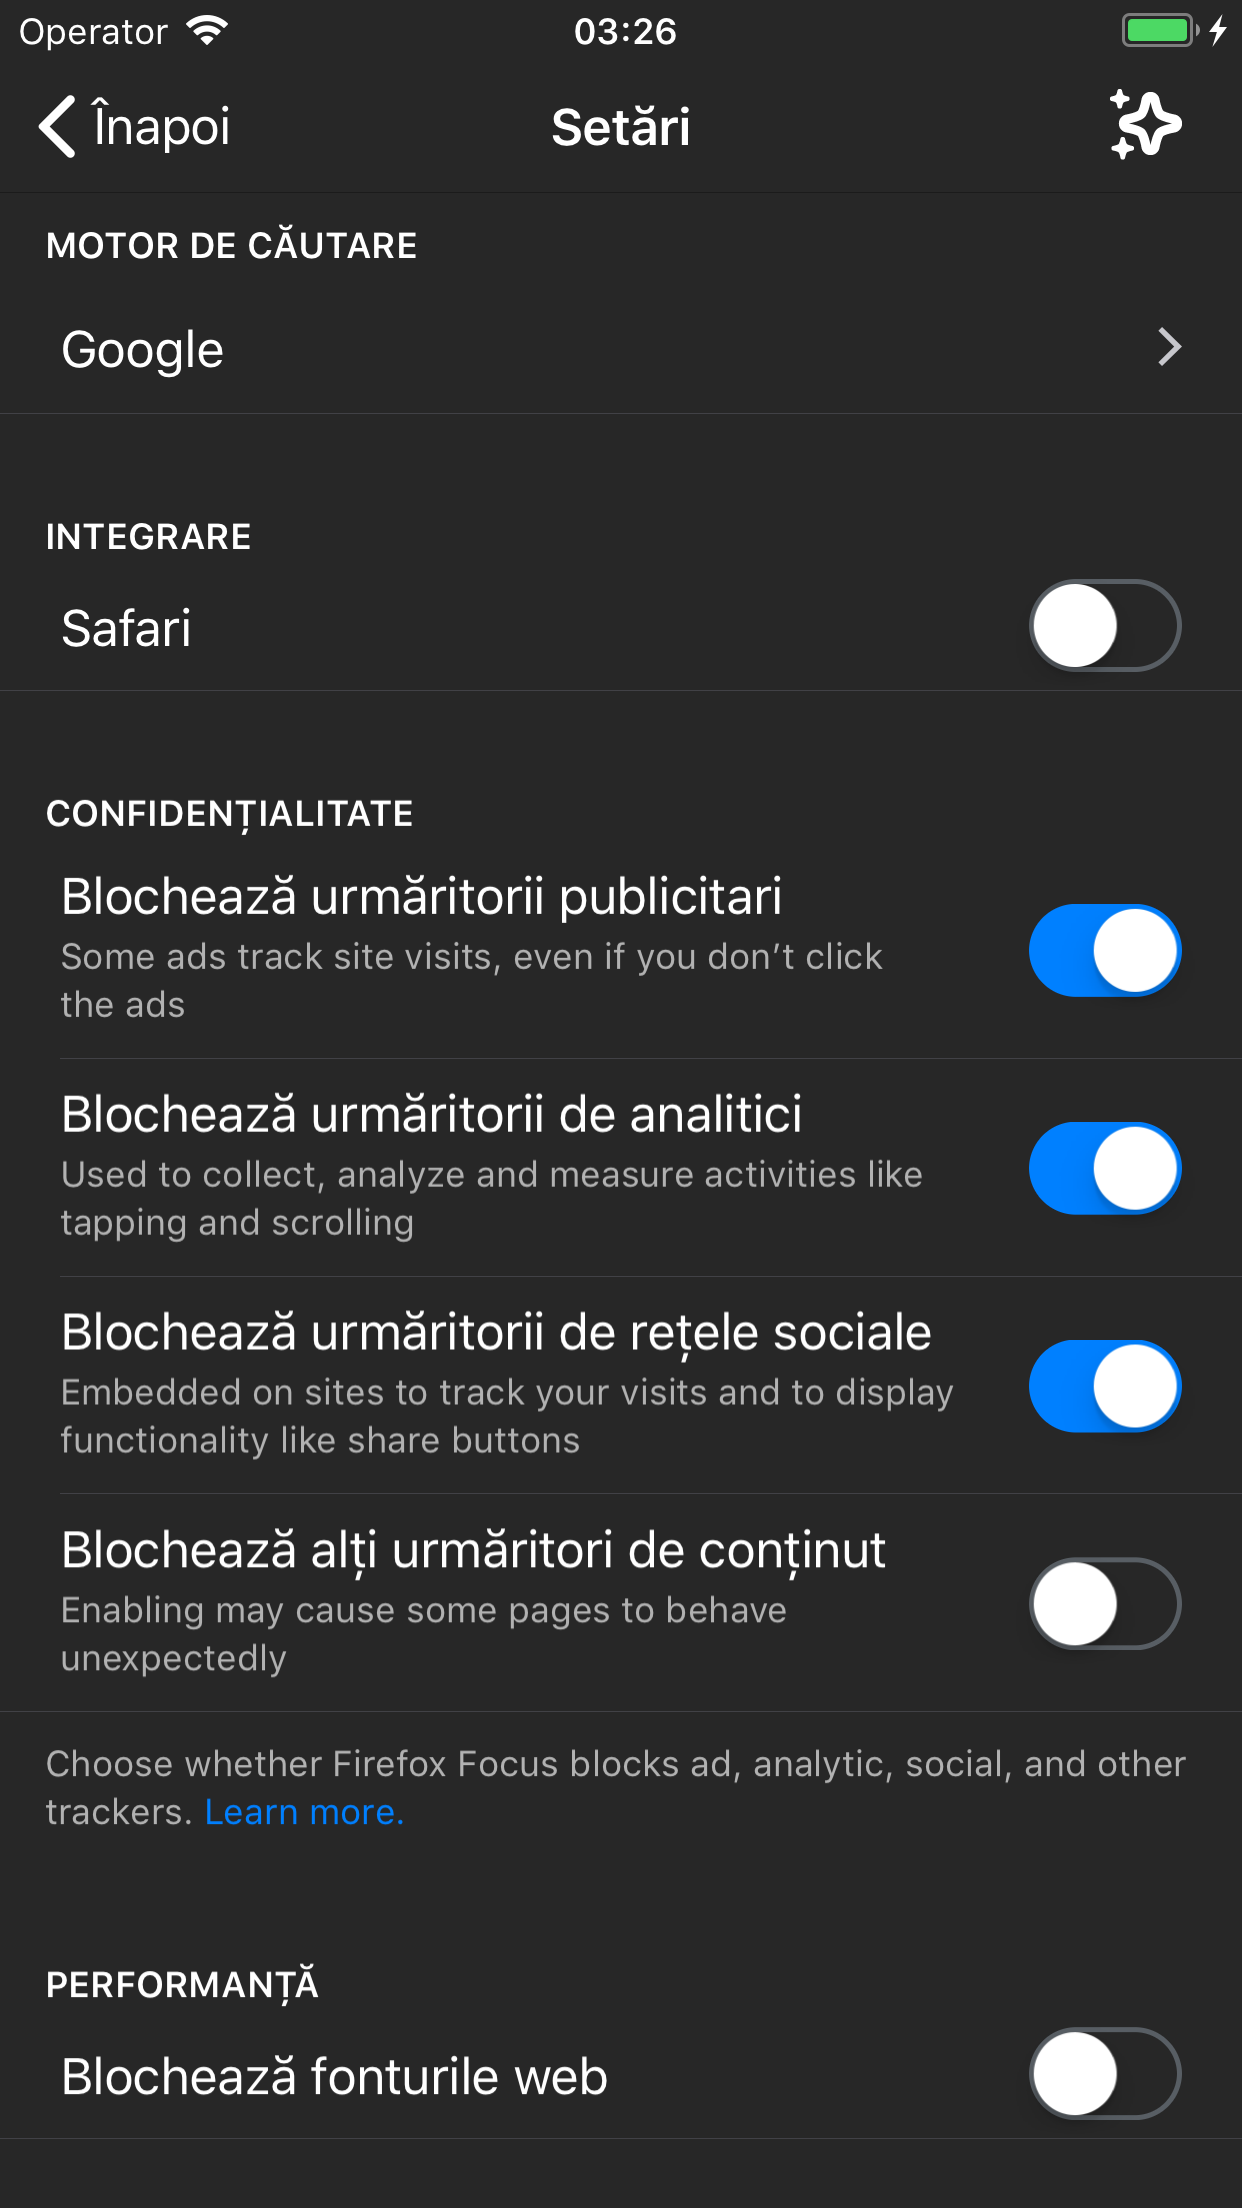 Operator
03:26
Înapoi
Setări
MOTOR DE CĂUTARE
Google
INTEGRARE
Safari
CONFIDENȚIALITATE
Blochează urmăritorii publicitari
Some ads track site visits, even if you don’t click
the ads
Blochează urmăritorii de analitici
Used to collect, analyze and measure activities like
tapping and scrolling
Blochează urmăritorii de rețele sociale
Embedded on sites to track your visits and to display
functionality like share buttons
Blochează alți urmăritori de conținut
Enabling may cause some pages to behave
unexpectedly
Choose whether Firefox Focus blocks ad, analytic, social, and other
trackers. Learn more.
PERFORMANȚĂ
Blochează fonturile web